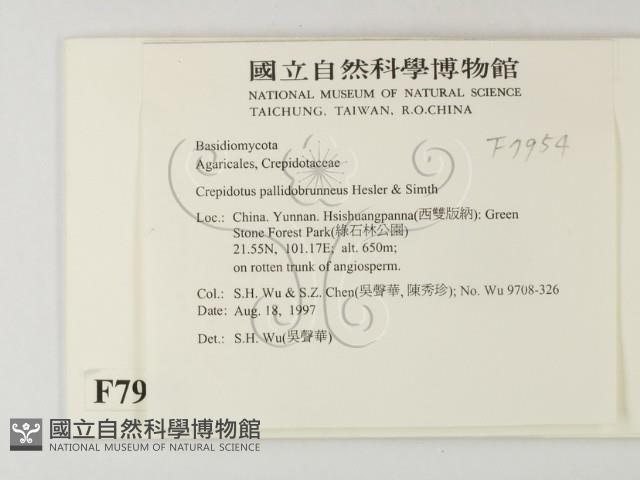 國立自然科學博物館
NATIONAL MUSEUM OF NATURAL SCIENCE
TAICHUNG, TAIWAN, R.O.CHINA
Basidiomycota
F7954
Agaricales, Crepidotaceae
Crepidotus pallidobrunneus Hesler & Simth
Loc.: China. Yunnan. Hsishuangpanna(西雙版納): Green
Stone Forest Park(綠石林公園)
21.55N, 101.17E; alt. 650m;
on rotten trunk of angiosperm.
Col.: S.H. Wu & S.Z. Chen(吳聲華, 陳秀珍); No. Wu 9708-326
Date: Aug. 18, 1997
Det.: S.H. Wu(吳聲華)
F79
國立自然科學博物館
NATIONAL MUSEUM OF NATURAL SCIENCE